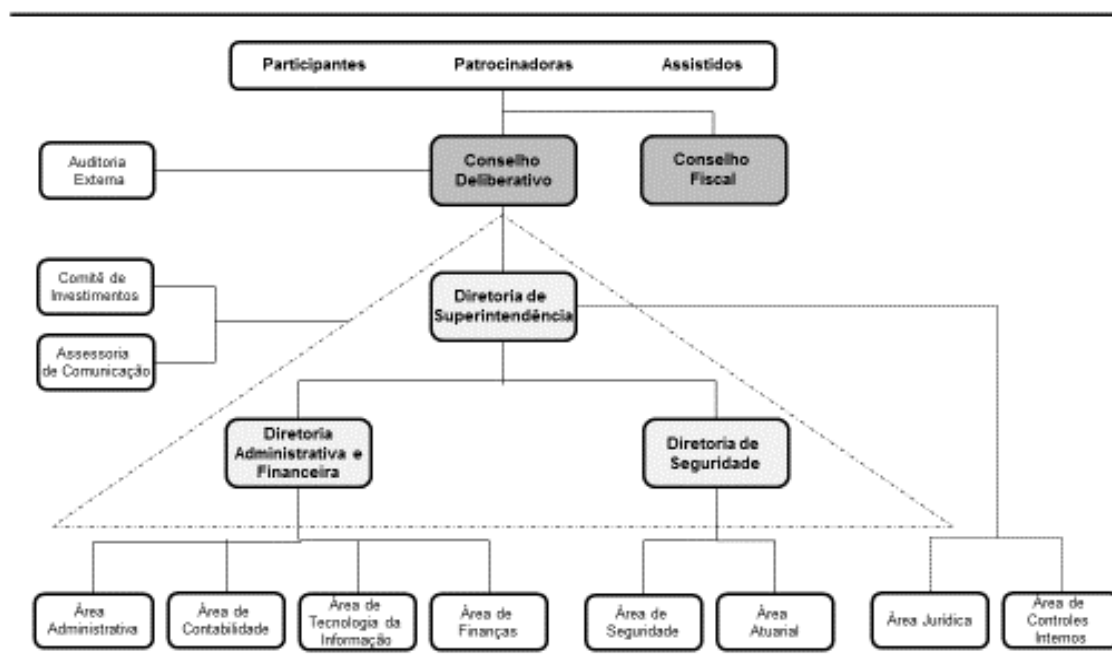 Participantes Patrocinadoras Assistidos
Auditoria
Externa
Conselho
Deliberativo
Conselho
Fiscal
Comitê de
Investimentos
Assessoria
de Comunicação
Diretoria de
Superintendência
Diretoria
Administrativa e
Financeira
Diretoria de
Seguridade
Área
Administrativa
Área de
Contabilidade
Área de
Tecnologia da
Informação
Área de
Finanças
Área de
Seguridade
Área
Atuarial
Área Jurídica
Área de
Controles
Internos